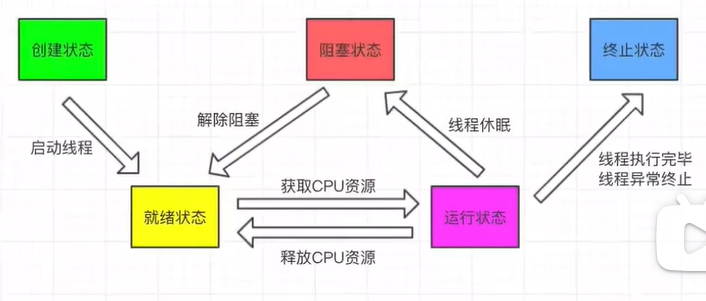 创建状态
阻塞状态
终止状态
解除阻塞
线程休眠
启动线程
线程执行完毕
线程异常终止
获取CPU资源
就绪状态
运行状态
释放CPU资源